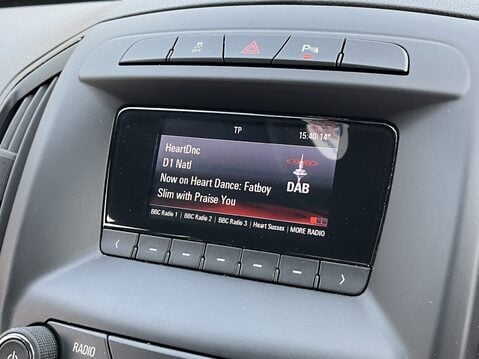 OFF
P
TP
15:40 14°
HeartDnc
D1 Natl
Now on Heart Dance: Fatboy
Slim with Praise You
DAB
BBC Radio 1 | BBC Radio 2 | BBC Radio 3 | Heart Sussex | MORE RADIO
RADIO